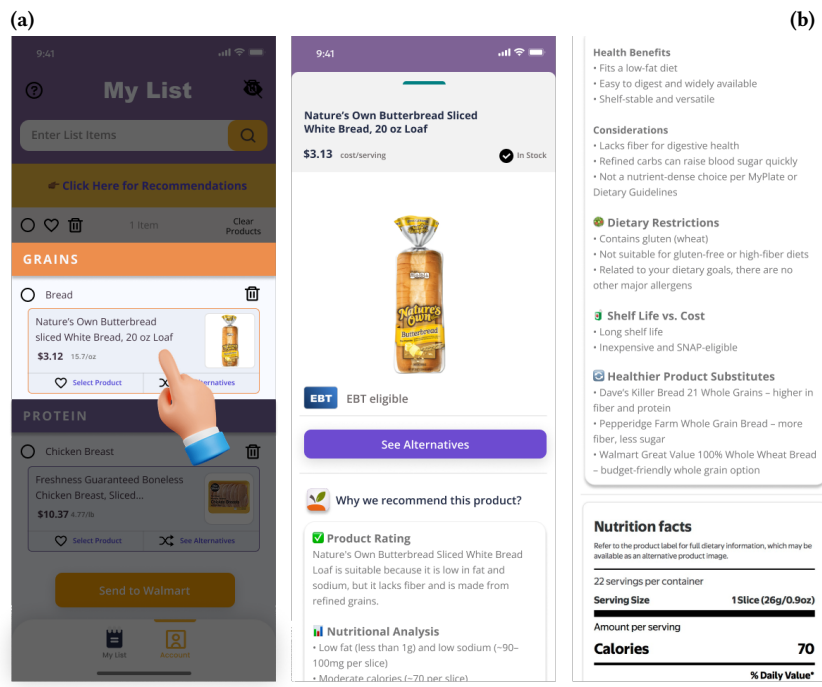 (a)
(b)
9:41
My List
Enter List Items
Click Here for Recommendations
1 Item
Clear
Products
GRAINS
Bread
Nature's Own Butterbread
sliced White Bread, 20 oz Loaf
$3.12 15.7/oz
Select Product
Alternatives
PROTEIN
Chicken Breast
Freshness Guaranteed Boneless
Chicken Breast, Sliced...
$10.37 4.77/lb
Select Product
See Alternatives
Send to Walmart
My List
Account
9:41
Nature's Own Butterbread Sliced
White Bread, 20 oz Loaf
$3.13 cost/serving
In Stock
Nature's
Own
Butterbread
EBT
EBT eligible
See Alternatives
Why we recommend this product?
Product Rating
Nature's Own Butterbread Sliced White Bread
Loaf is suitable because it is low in fat and
sodium, but it lacks fiber and is made from
refined grains.
Nutritional Analysis
• Low fat (less than 1g) and low sodium (~90–
100mg per slice)
• Moderate calories (~70 per slice)
Health Benefits
• Fits a low-fat diet
• Easy to digest and widely available
• Shelf-stable and versatile
Considerations
• Lacks fiber for digestive health
• Refined carbs can raise blood sugar quickly
• Not a nutrient-dense choice per MyPlate or
Dietary Guidelines
Dietary Restrictions
• Contains gluten (wheat)
• Not suitable for gluten-free or high-fiber diets
• Related to your dietary goals, there are no
other major allergens
Shelf Life vs. Cost
• Long shelf life
• Inexpensive and SNAP-eligible
Healthier Product Substitutes
• Dave's Killer Bread 21 Whole Grains – higher in
fiber and protein
• Pepperidge Farm Whole Grain Bread – more
fiber, less sugar
• Walmart Great Value 100% Whole Wheat Bread
– budget-friendly whole grain option
Nutrition facts
Refer to the product label for full dietary information, which may be
available as an alternative product image.
22 servings per container
Serving Size 1 Slice (26g/0.9oz)
Amount per serving
Calories 70
% Daily Value*